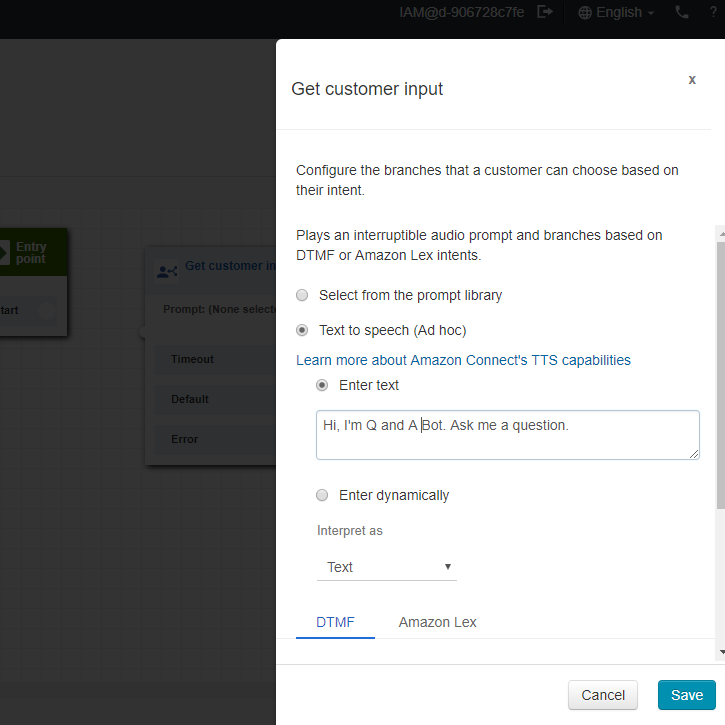 IAM@d-906728c7fe
English
?
Get customer input
x
Configure the branches that a customer can choose based on
their intent.
Plays an interruptible audio prompt and branches based on
DTMF or Amazon Lex intents.
Select from the prompt library
Text to speech (Ad hoc)
Learn more about Amazon Connect's TTS capabilities
Enter text
Hi, I'm Q and A Bot. Ask me a question.
Enter dynamically
Interpret as
Text
DTMF Amazon Lex
Cancel Save
Entry
point
tart
Get customer in
Prompt: (None selecte
Timeout
Default
Error